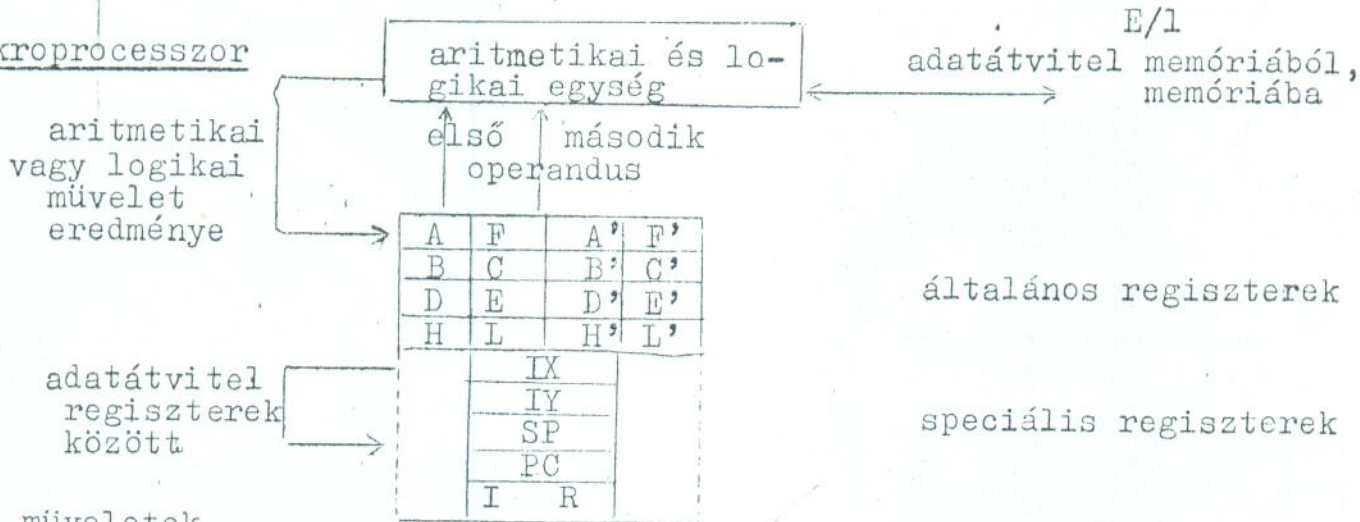 E/1
kroprocesszor
aritmetikai és lo-
gikai egység
adatátvitel memóriából,
memóriába
aritmetikai
vagy logikai
müvelet
eredménye
első második
operandus
A F A' F'
B C B' C'
D E D' E'
H L H' L'
általános regiszterek
IX
IY
SP
PC
I R
adatátvitel
regiszterek
között
speciális regiszterek
müveletek